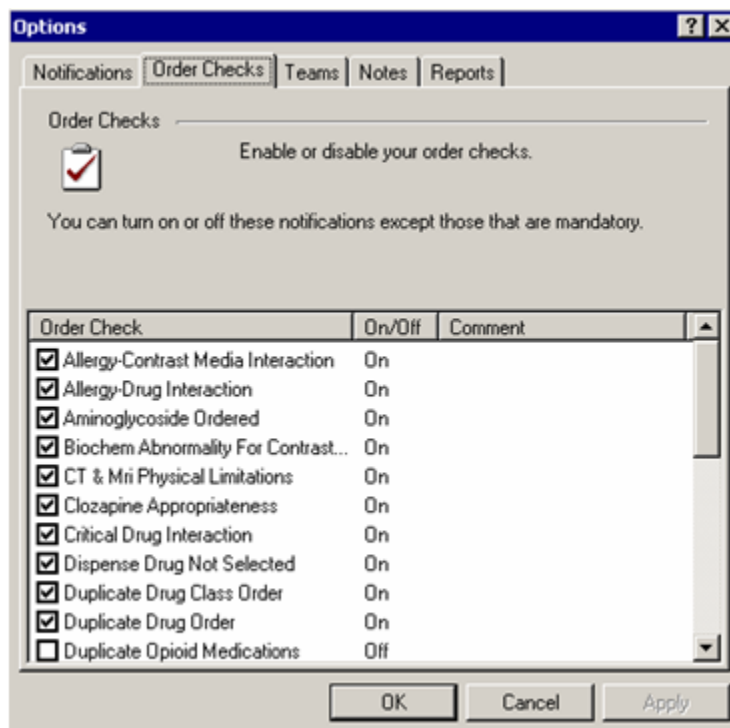 Options
Notifications Order Checks Teams Notes Reports
Order Checks
Enable or disable your order checks.
You can turn on or off these notifications except those that are mandatory.
Order Check On/Off Comment
Allergy-Contrast Media Interaction On
Allergy-Drug Interaction On
Aminoglycoside Ordered On
Biochem Abnormality For Contrast... On
CT & Mri Physical Limitations On
Clozapine Appropriateness On
Critical Drug Interaction On
Dispense Drug Not Selected On
Duplicate Drug Class Order On
Duplicate Drug Order On
Duplicate Opioid Medications Off
OK Cancel Apply